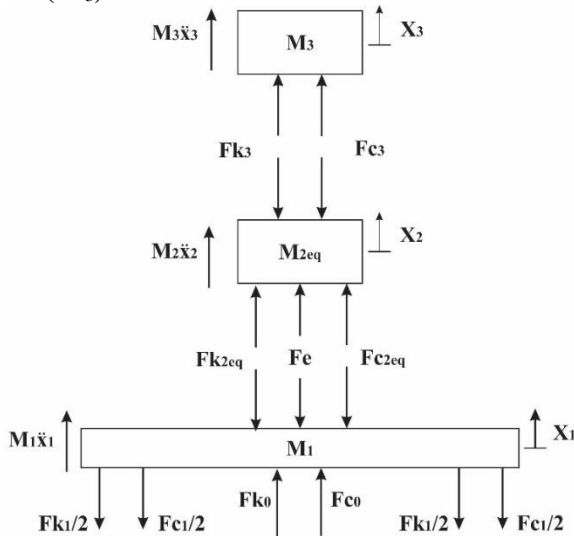 M₃ẍ₃
M₃
X₃
Fk₃
Fc₃
M₂ẍ₂
M₂eq
X₂
Fk₂eq
Fe
Fc₂eq
M₁ẍ₁
M₁
X₁
Fk₁/2
Fc₁/2
Fk₀
Fc₀
Fk₁/2
Fc₁/2